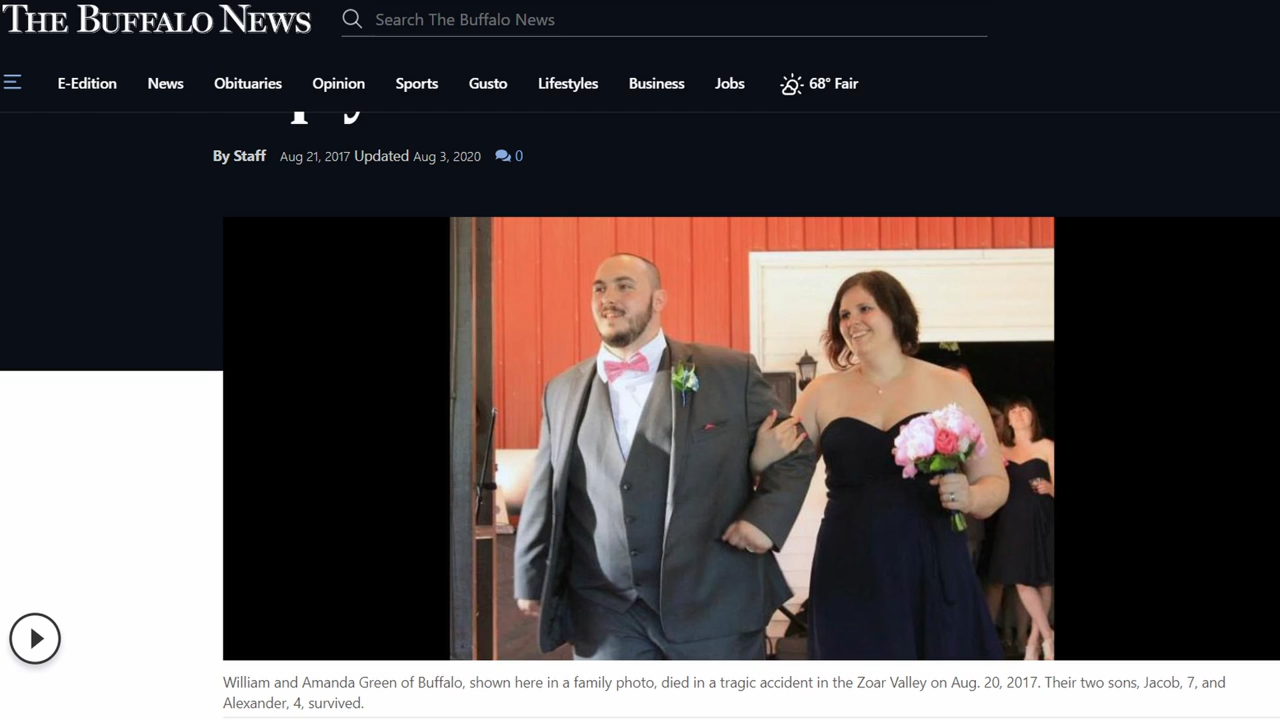 THE BUFFALO NEWS
Search The Buffalo News
E-Edition News Obituaries Opinion Sports Gusto Lifestyles Business Jobs 68° Fair
By Staff Aug 21, 2017 Updated Aug 3, 2020 0
William and Amanda Green of Buffalo, shown here in a family photo, died in a tragic accident in the Zoar Valley on Aug. 20, 2017. Their two sons, Jacob, 7, and
Alexander, 4, survived.